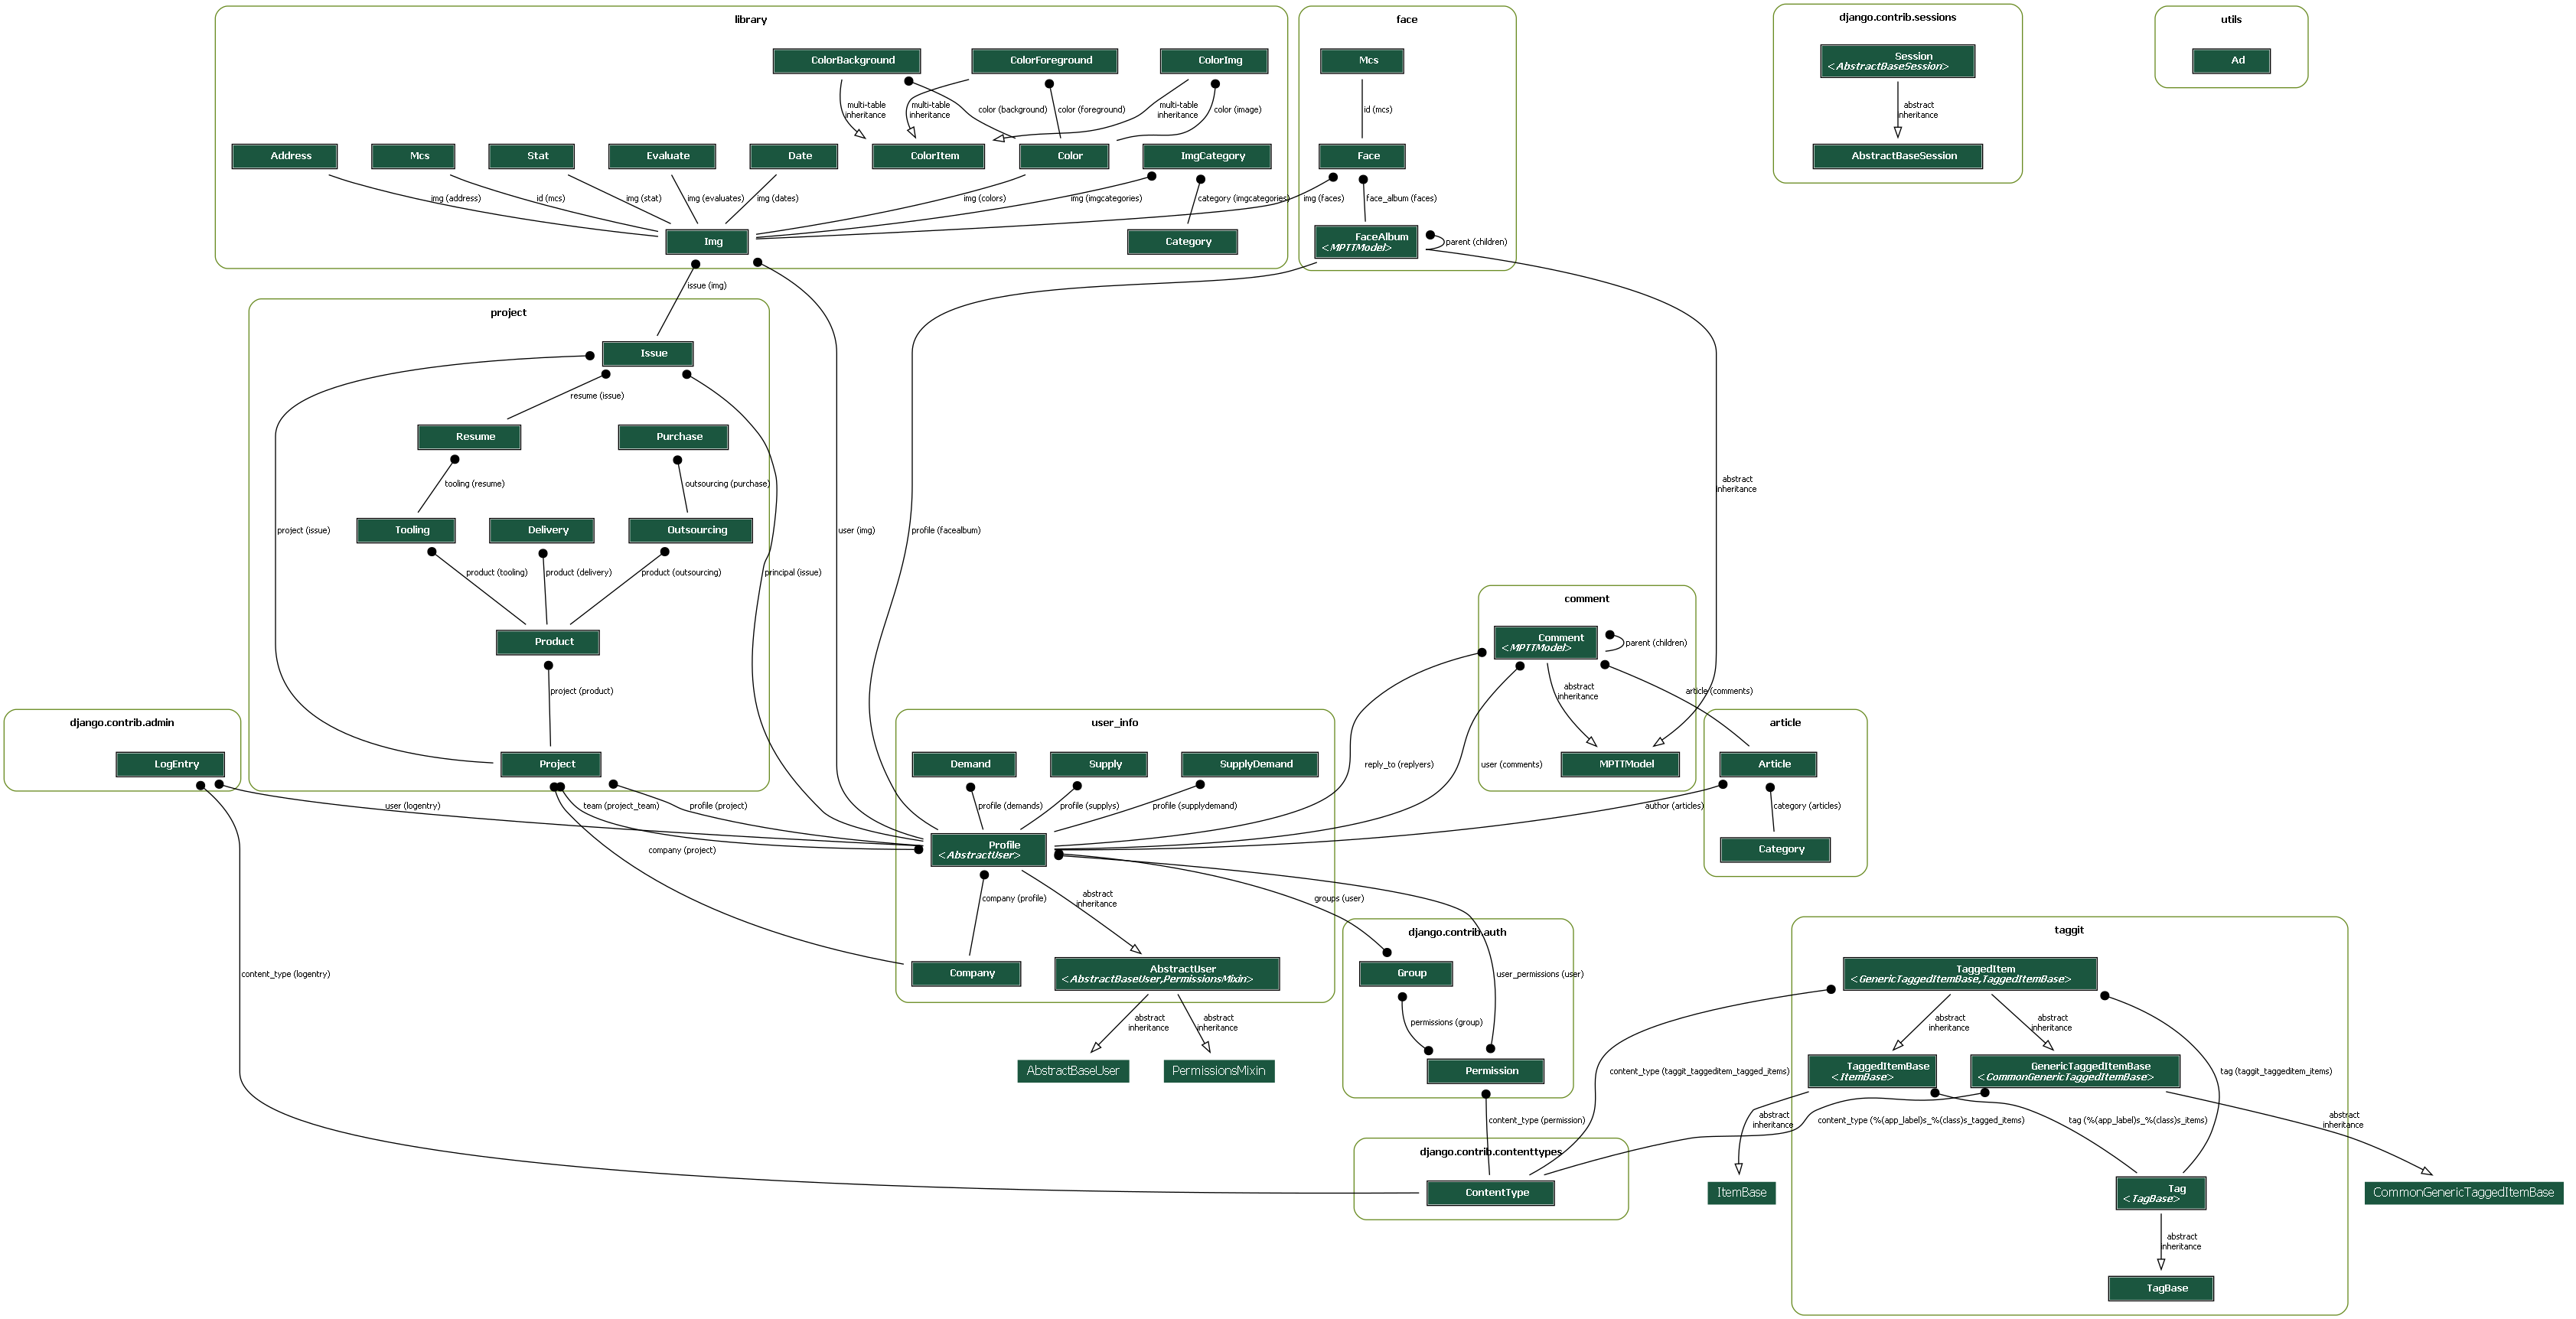 library
ColorBackground
ColorForeground
ColorImg
multi-table
inheritance
multi-table
inheritance
color (background)
color (foreground)
multi-table
inheritance
color (image)
Address
Mcs
Stat
Evaluate
Date
ColorItem
Color
ImgCategory
img (address)
id (mcs)
img (stat)
img (evaluates)
img (dates)
img (colors)
img (imgcategories)
category (imgcategories)
img (faces)
Img
Category
face
Mcs
id (mcs)
Face
face_album (faces)
FaceAlbum
<MPTTModel>
parent (children)
django.contrib.sessions
Session
<AbstractBaseSession>
abstract
inheritance
AbstractBaseSession
utils
Ad
issue (img)
project
Issue
resume (issue)
Resume
Purchase
tooling (resume)
outsourcing (purchase)
project (issue)
Tooling
Delivery
Outsourcing
product (tooling)
product (delivery)
product (outsourcing)
principal (issue)
user (img)
profile (facealbum)
abstract
inheritance
Product
project (product)
Project
comment
Comment
<MPTTModel>
parent (children)
abstract
inheritance
article (comments)
MPTTModel
django.contrib.admin
LogEntry
user_info
Demand
Supply
SupplyDemand
reply_to (replyers)
user (comments)
article
Article
user (logentry)
team (project_team)
profile (project)
profile (demands)
profile (supplys)
profile (supplydemand)
author (articles)
category (articles)
company (project)
Profile
<AbstractUser>
Category
company (profile)
abstract
inheritance
groups (user)
Company
AbstractUser
<AbstractBaseUser,PermissionsMixin>
content_type (logentry)
abstract
inheritance
abstract
inheritance
AbstractBaseUser
PermissionsMixin
django.contrib.auth
Group
user_permissions (user)
permissions (group)
Permission
content_type (permission)
django.contrib.contenttypes
ContentType
taggit
TaggedItem
<GenericTaggedItemBase,TaggedItemBase>
abstract
inheritance
abstract
inheritance
content_type (taggit_taggeditem_tagged_items)
TaggedItemBase
<ItemBase>
GenericTaggedItemBase
<CommonGenericTaggedItemBase>
tag (taggit_taggeditem_items)
abstract
inheritance
content_type (%(app_label)s_%(class)s_tagged_items)
tag (%(app_label)s_%(class)s_items)
abstract
inheritance
ItemBase
Tag
<TagBase>
CommonGenericTaggedItemBase
abstract
inheritance
TagBase